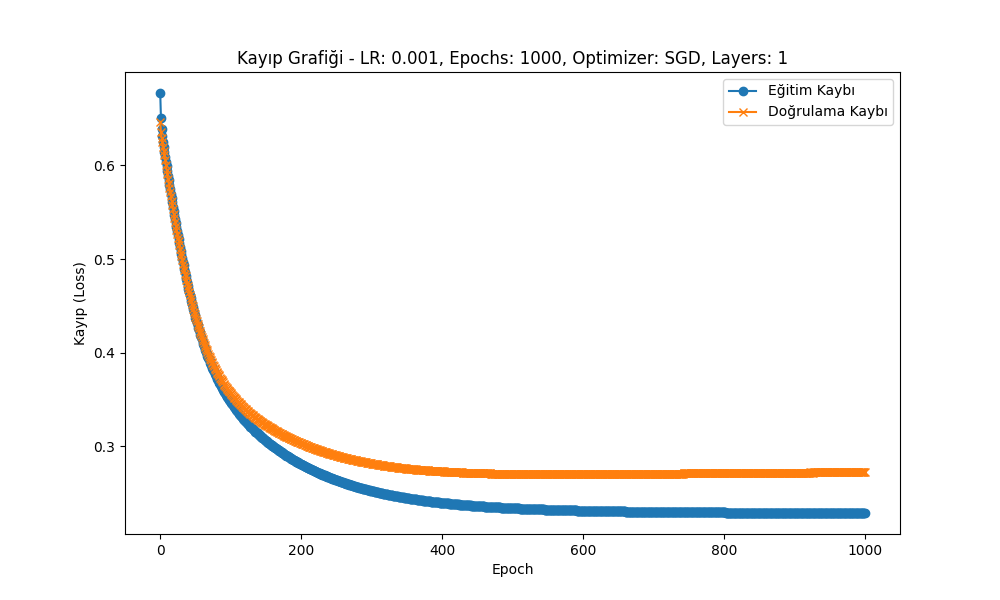 Kayıp Grafiği - LR: 0.001, Epochs: 1000, Optimizer: SGD, Layers: 1
Eğitim Kaybı
Doğrulama Kaybı
Kayıp (Loss)
0.6
0.5
0.4
0.3
0 200 400 600 800 1000
Epoch